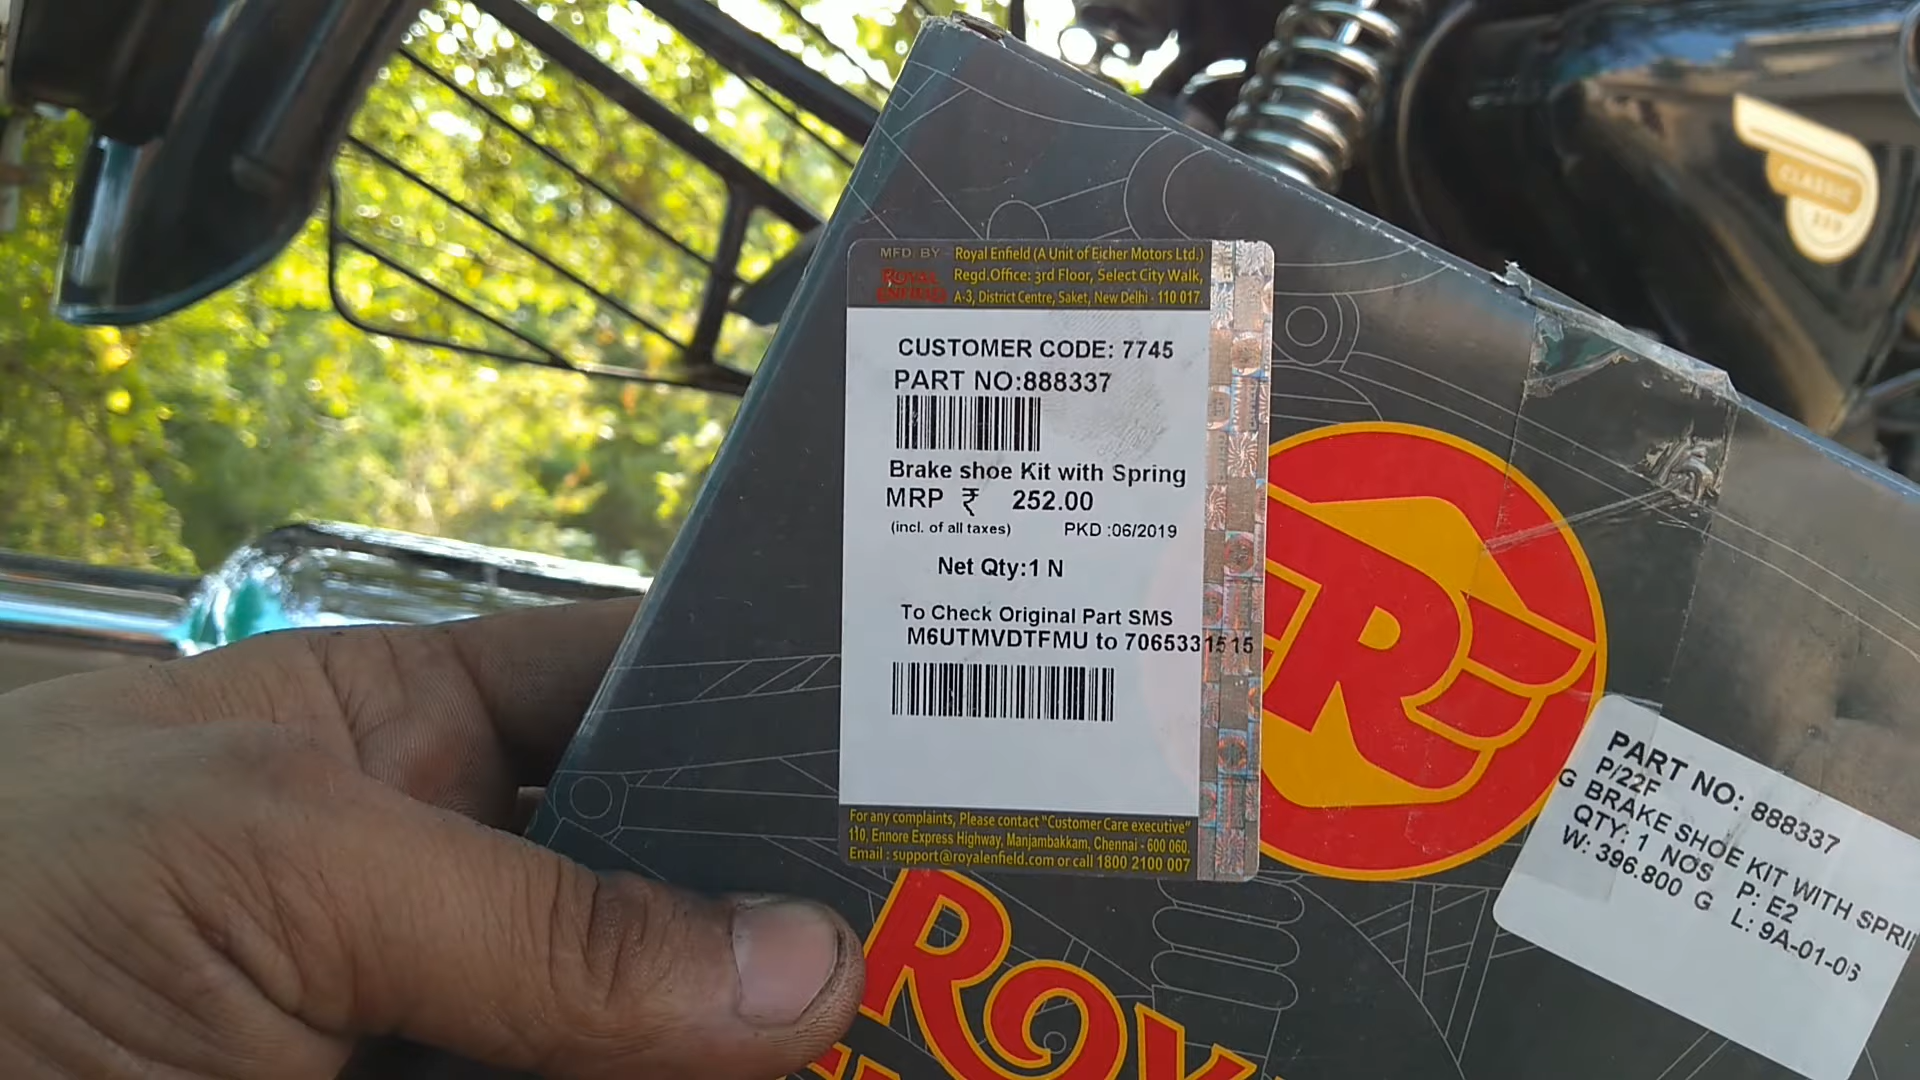 MFD BY - Royal Enfield (A Unit of Eicher Motors Ltd.)
ROYAL ENFIELD
Regd.Office: 3rd Floor, Select City Walk,
A-3, District Centre, Saket, New Delhi - 110 017.
CUSTOMER CODE: 7745
PART NO:888337
Brake shoe Kit with Spring
MRP ₹ 252.00
(incl. of all taxes) PKD :06/2019
Net Qty:1 N
To Check Original Part SMS
M6UTMVDTFMU to 7065331515
For any complaints, Please contact "Customer Care executive"
110, Ennore Express Highway, Manjambakkam, Chennai - 600 060.
Email : support@royalenfield.com or call 1800 2100 007
PART NO: 888337
P/22F
G BRAKE SHOE KIT WITH SPRI
QTY: 1 NOS P: E2
W: 396.800 G L: 9A-01-06
ROY
CLASSIC